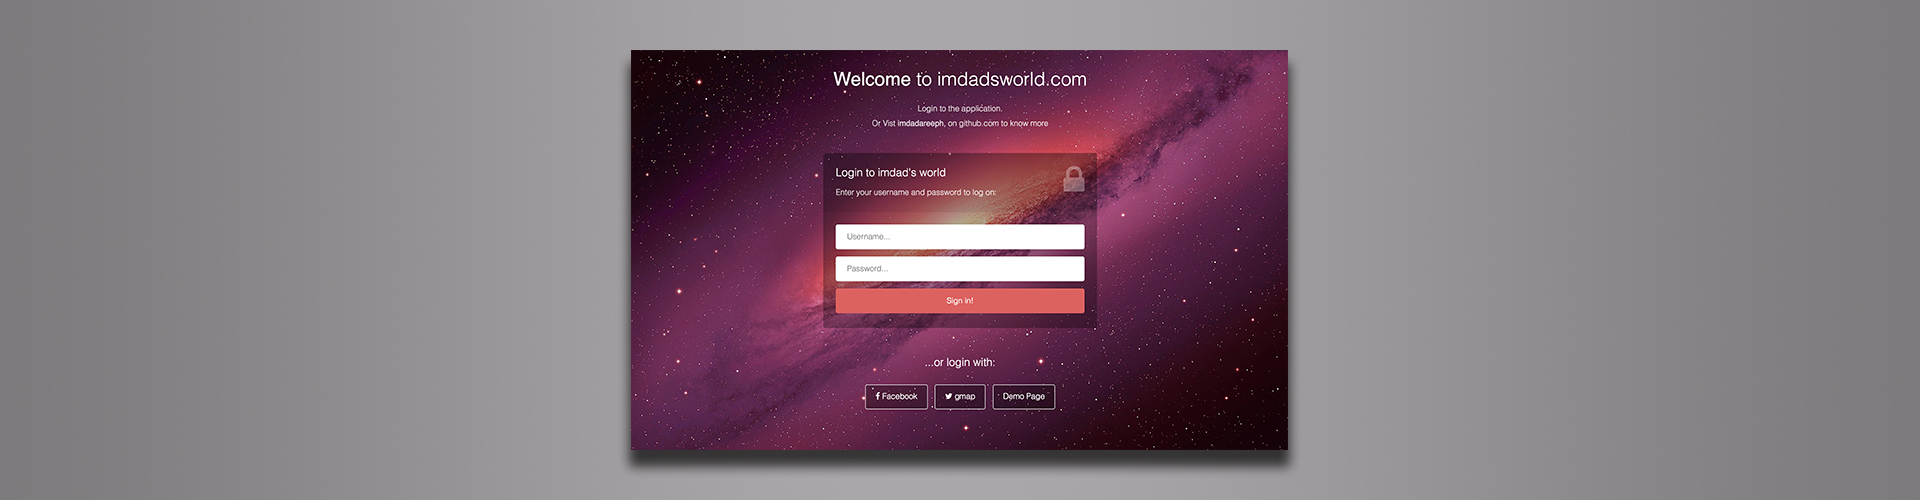 Welcome to imdadsworld.com
Login to the application.
Or Vist imdadareeph, on github.com to know more
Login to imdad's world
Enter your username and password to log on:
Username...
Password...
Sign in!
...or login with:
Facebook gmap Demo Page